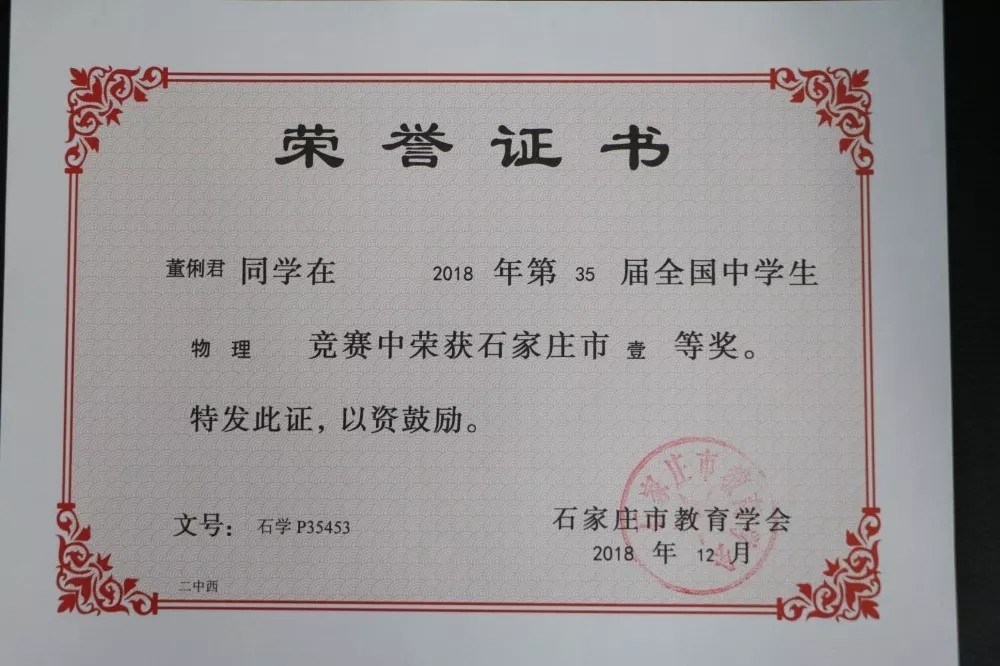 荣誉证书
董俐君 同学在 2018 年第 35 届全国中学生
物理 竞赛中荣获石家庄市 壹 等奖。
特发此证，以资鼓励。
文号：石学 P35453
石家庄市教育学会
2018 年 12 月
二中西